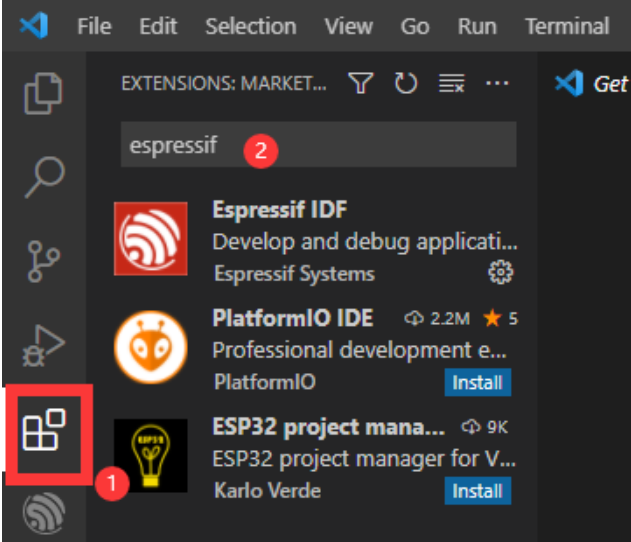 File Edit Selection View Go Run Terminal
EXTENSIONS: MARKET...
Get
espressif 2
Espressif IDF
Develop and debug applicati...
Espressif Systems
PlatformIO IDE 2.2M 5
Professional development e...
PlatformIO Install
ESP32 project mana... 9K
ESP32 project manager for V...
Karlo Verde Install
1